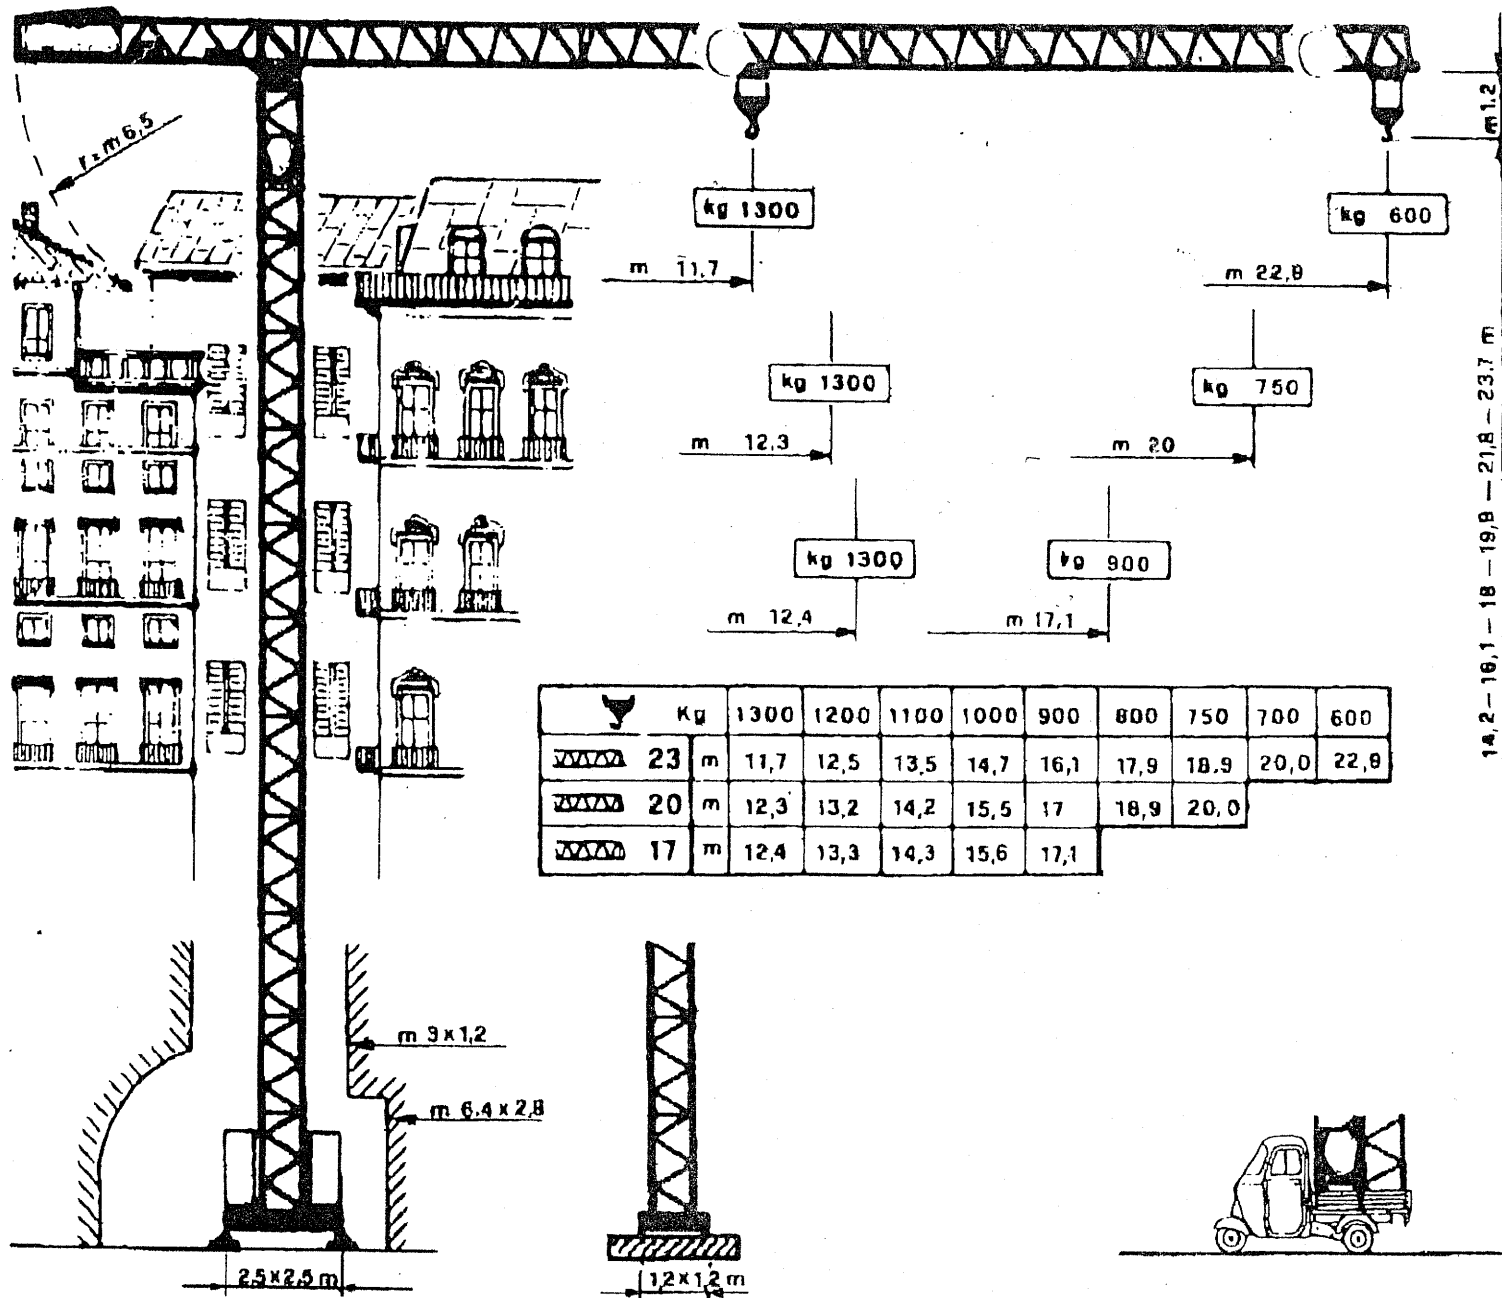 r = m 6,5
m 1,2
kg 1300
kg 600
m 11,7
m 22,8
kg 1300
kg 750
m 12,3
m 20
kg 1300
kg 900
m 12,4
m 17,1
14,2 – 16,1 – 18 – 19,9 – 21,8 – 23,7 m
Kg 1300 1200 1100 1000 900 800 750 700 600
23 m 11,7 12,5 13,5 14,7 16,1 17,9 18,9 20,0 22,8
20 m 12,3 13,2 14,2 15,5 17 18,9 20,0
17 m 12,4 13,3 14,3 15,6 17,1
m 3 x 1,2
m 6,4 x 2,8
2,5 x 2,5 m
1,2 x 1,2 m